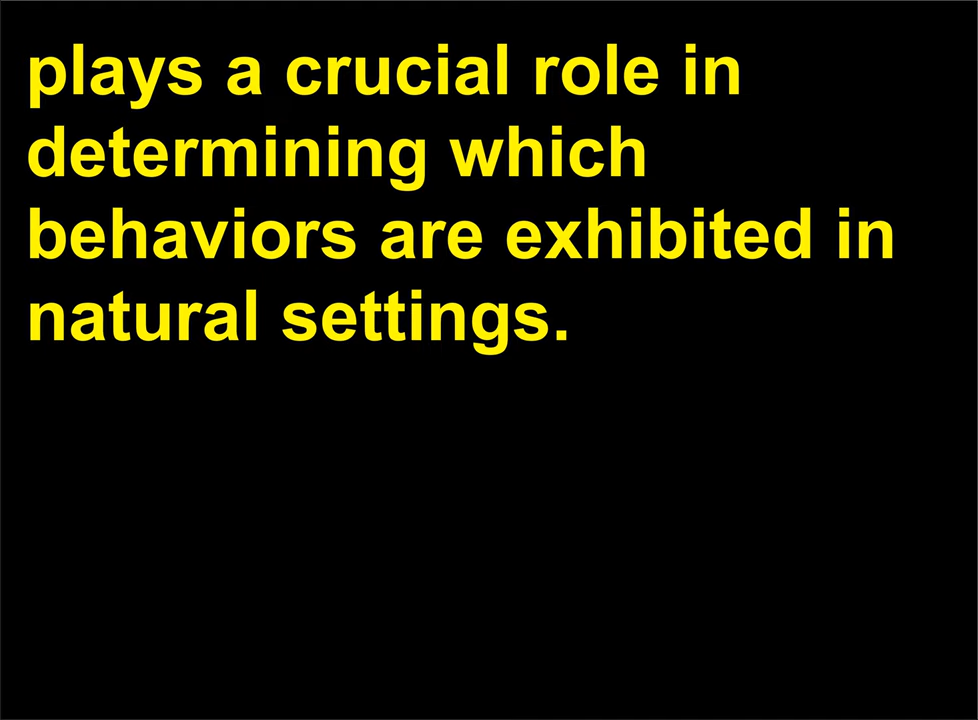 plays a crucial role in
determining which
behaviors are exhibited in
natural settings.